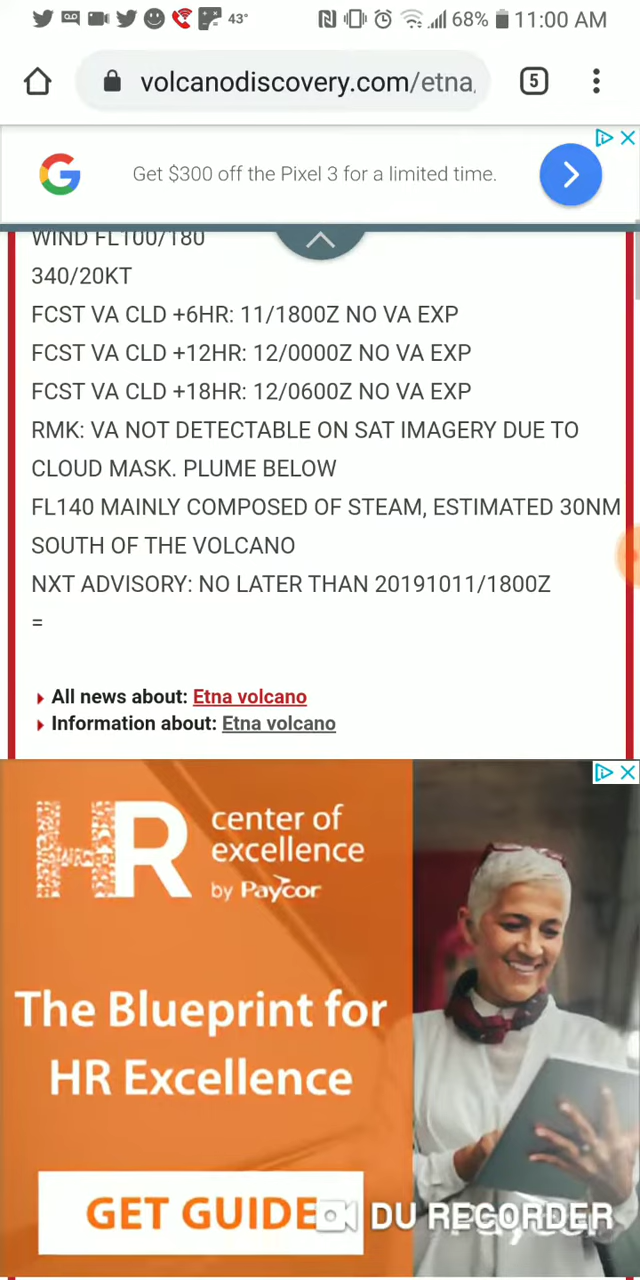 43° 68% 11:00 AM
volcanodiscovery.com/etna
5
Get $300 off the Pixel 3 for a limited time.
WIND FL100/180
340/20KT
FCST VA CLD +6HR: 11/1800Z NO VA EXP
FCST VA CLD +12HR: 12/0000Z NO VA EXP
FCST VA CLD +18HR: 12/0600Z NO VA EXP
RMK: VA NOT DETECTABLE ON SAT IMAGERY DUE TO
CLOUD MASK. PLUME BELOW
FL140 MAINLY COMPOSED OF STEAM, ESTIMATED 30NM
SOUTH OF THE VOLCANO
NXT ADVISORY: NO LATER THAN 20191011/1800Z
=
All news about: Etna volcano
Information about: Etna volcano
HR center of
excellence
by Paycor
The Blueprint for
HR Excellence
GET GUIDE
DU RECORDER